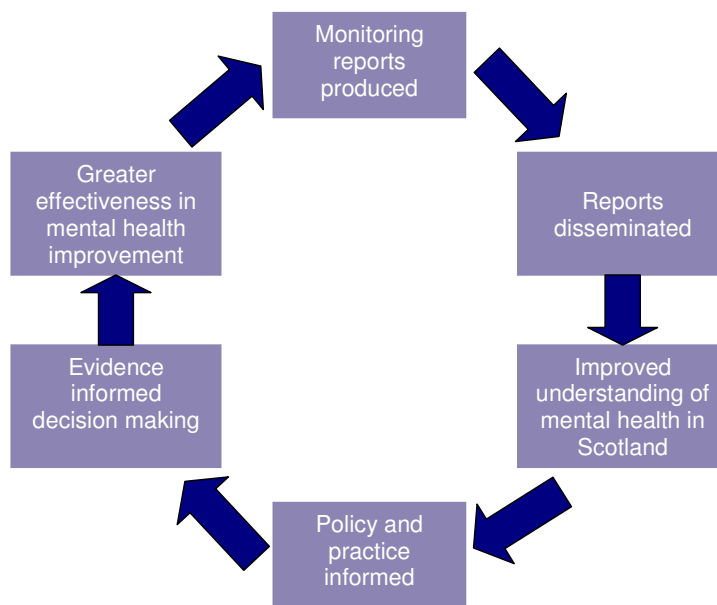 Monitoring
reports
produced
Reports
disseminated
Improved
understanding of
mental health in
Scotland
Policy and
practice
informed
Evidence
informed
decision making
Greater
effectiveness in
mental health
improvement